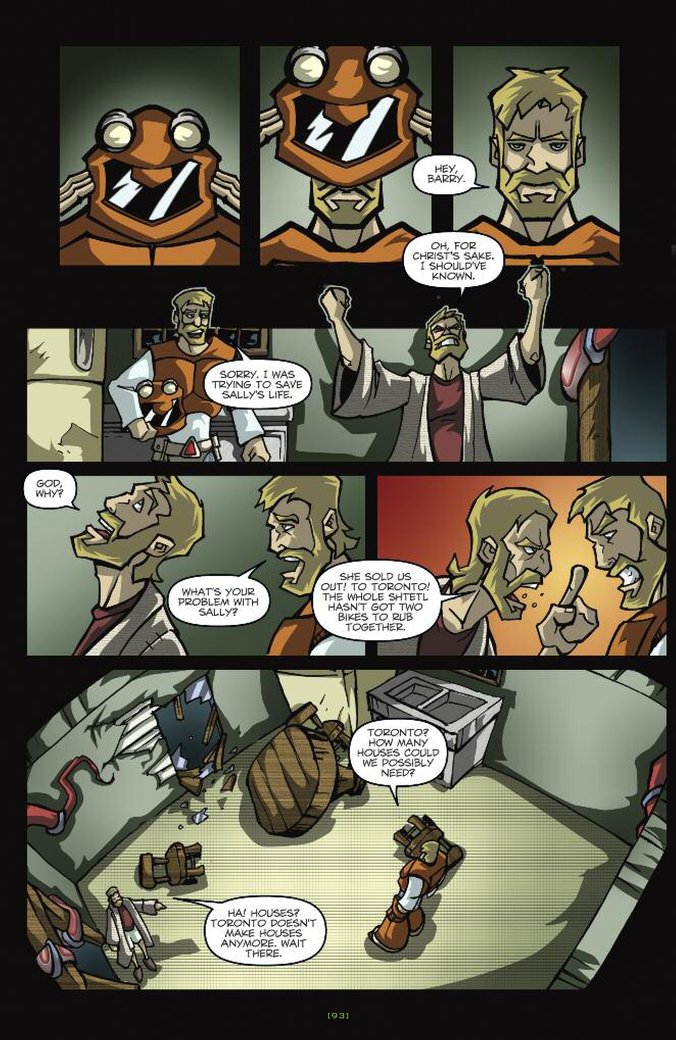 HEY,
BARRY.
OH, FOR
CHRIST'S SAKE.
I SHOULD'VE
KNOWN.
SORRY. I WAS
TRYING TO SAVE
SALLY'S LIFE.
GOD,
WHY?
WHAT'S YOUR
PROBLEM WITH
SALLY?
SHE SOLD US
OUT! TO TORONTO!
THE WHOLE SHTETL
HASN'T GOT TWO
BIKES TO RUB
TOGETHER.
TORONTO?
HOW MANY
HOUSES COULD
WE POSSIBLY
NEED?
HA! HOUSES?
TORONTO DOESN'T
MAKE HOUSES
ANYMORE. WAIT
THERE.
[93]